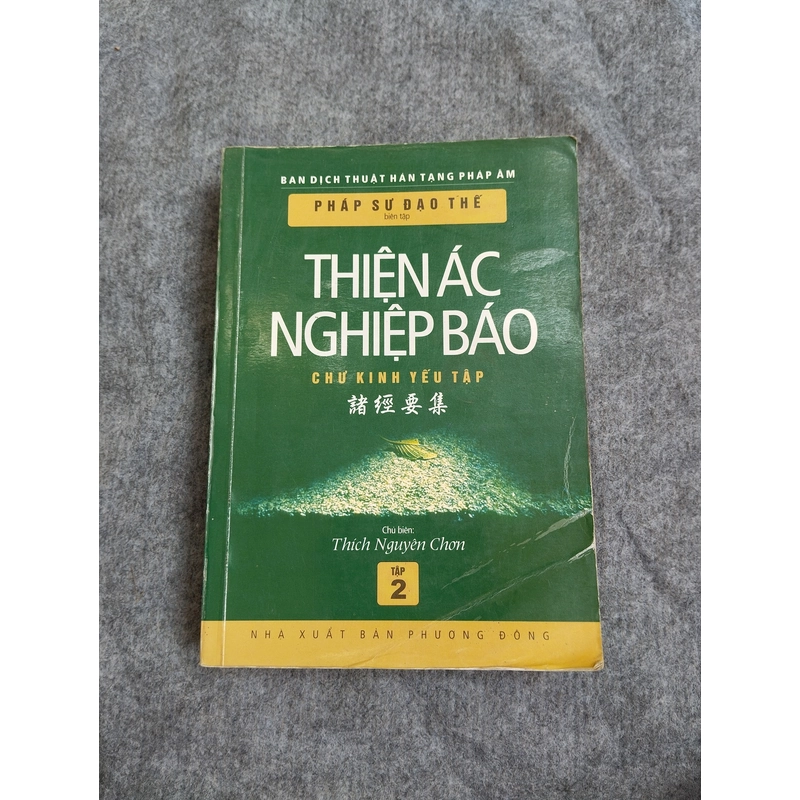 BAN DỊCH THUẬT HÁN TẠNG PHÁP ÂM
PHÁP SƯ ĐẠO THẾ
biên tập
THIỆN ÁC
NGHIỆP BÁO
CHƯ KINH YẾU TẬP
諸經要集
Chủ biên:
Thích Nguyên Chơn
TẬP
2
NHÀ XUẤT BẢN PHƯƠNG ĐÔNG